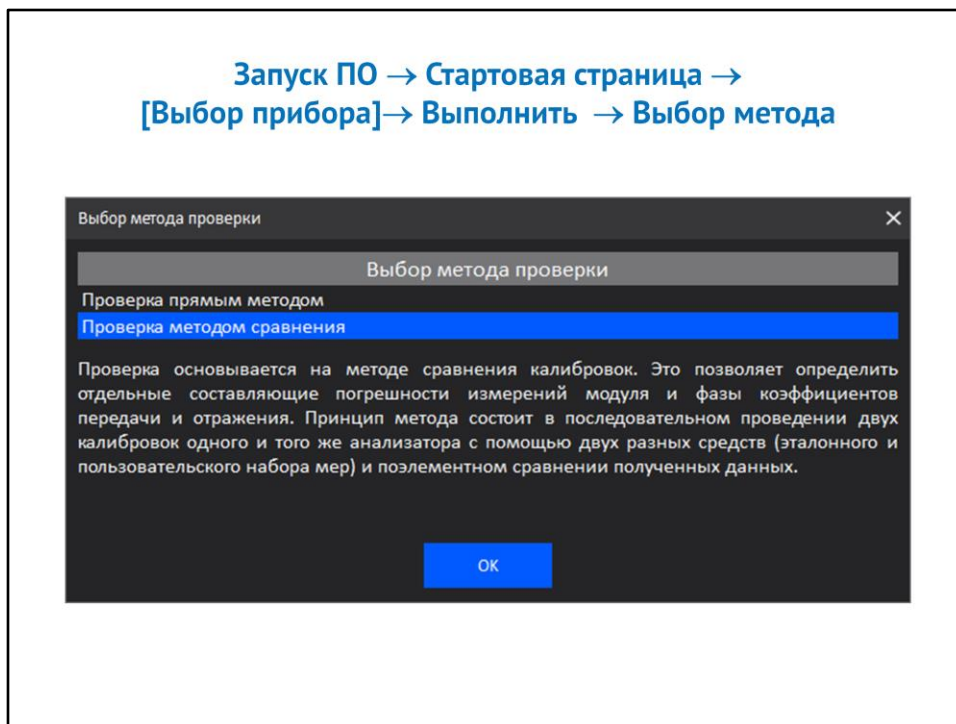 Запуск ПО → Стартовая страница →
[Выбор прибора]→ Выполнить → Выбор метода
Выбор метода проверки
Выбор метода проверки
Проверка прямым методом
Проверка методом сравнения
Проверка основывается на методе сравнения калибровок. Это позволяет определить
отдельные составляющие погрешности измерений модуля и фазы коэффициентов
передачи и отражения. Принцип метода состоит в последовательном проведении двух
калибровок одного и того же анализатора с помощью двух разных средств (эталонного и
пользовательского набора мер) и поэлементном сравнении полученных данных.
ОК